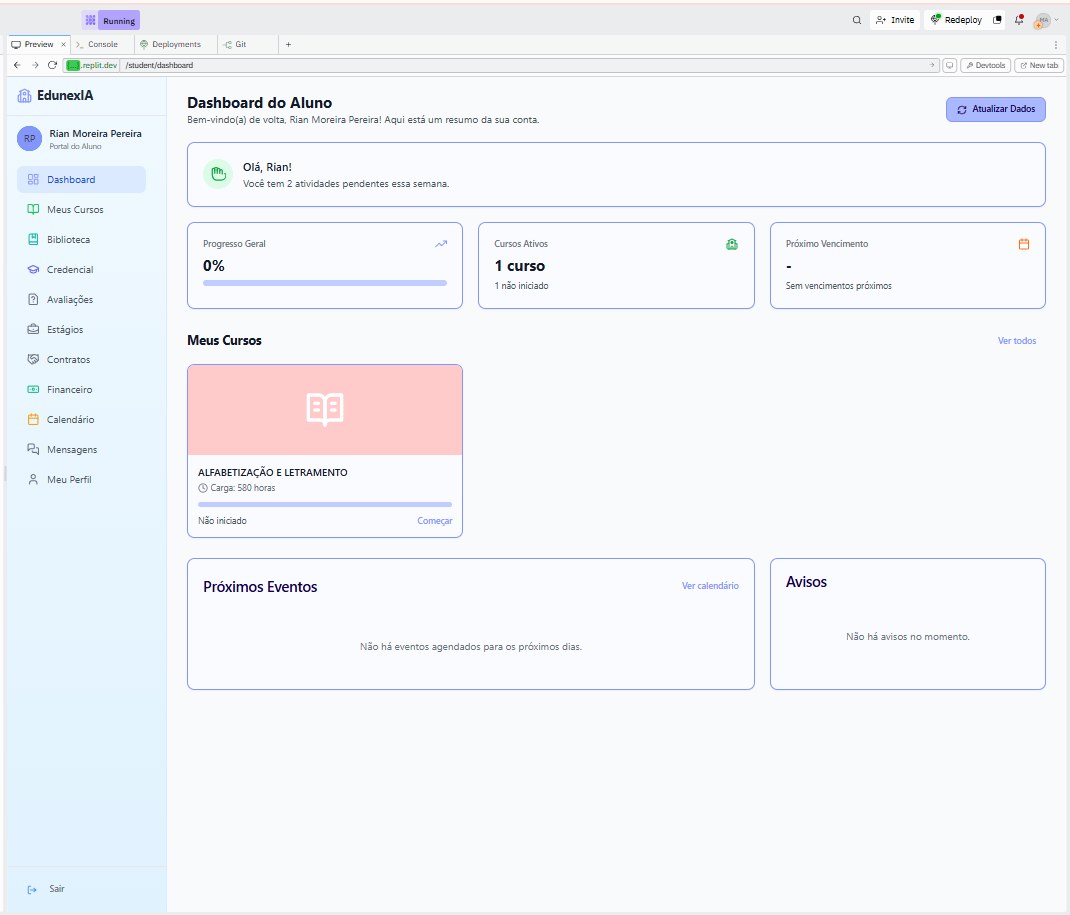 Running
Invite
Redeploy
MA
Preview × Console Deployments Git +
.replit.dev /student/dashboard Devtools New tab
EdunexIA
RP
Rian Moreira Pereira
Portal do Aluno
Dashboard
Meus Cursos
Biblioteca
Credencial
Avaliações
Estágios
Contratos
Financeiro
Calendário
Mensagens
Meu Perfil
Sair
Dashboard do Aluno
Bem-vindo(a) de volta, Rian Moreira Pereira! Aqui está um resumo da sua conta.
Atualizar Dados
Olá, Rian!
Você tem 2 atividades pendentes essa semana.
Progresso Geral
0%
Cursos Ativos
1 curso
1 não iniciado
Próximo Vencimento
-
Sem vencimentos próximos
Meus Cursos
Ver todos
ALFABETIZAÇÃO E LETRAMENTO
Carga: 580 horas
Não iniciado
Começar
Próximos Eventos
Ver calendário
Não há eventos agendados para os próximos dias.
Avisos
Não há avisos no momento.